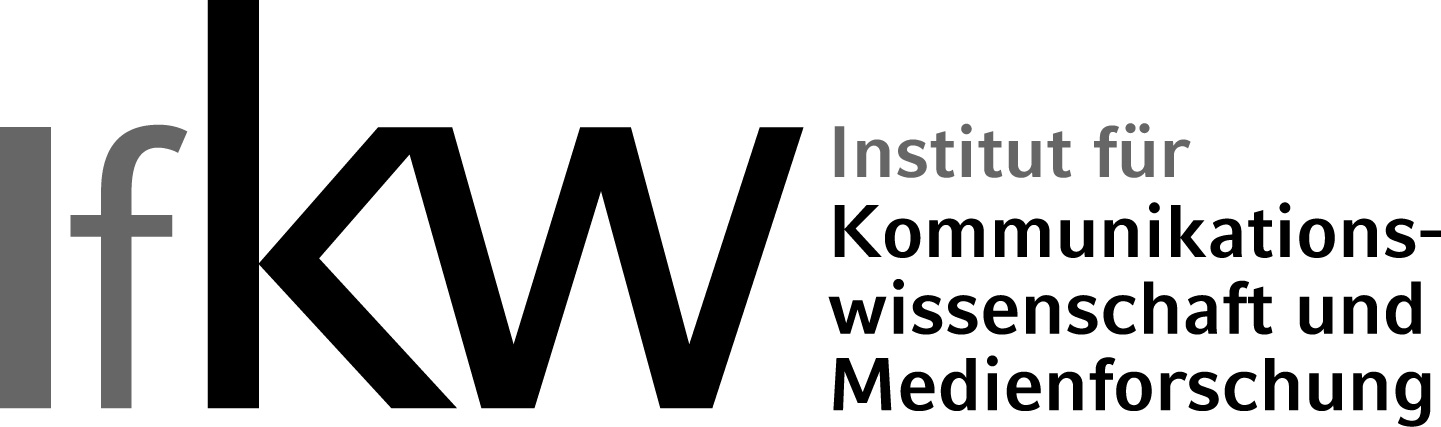 IfKW
Institut für
Kommunikations-
wissenschaft und
Medienforschung